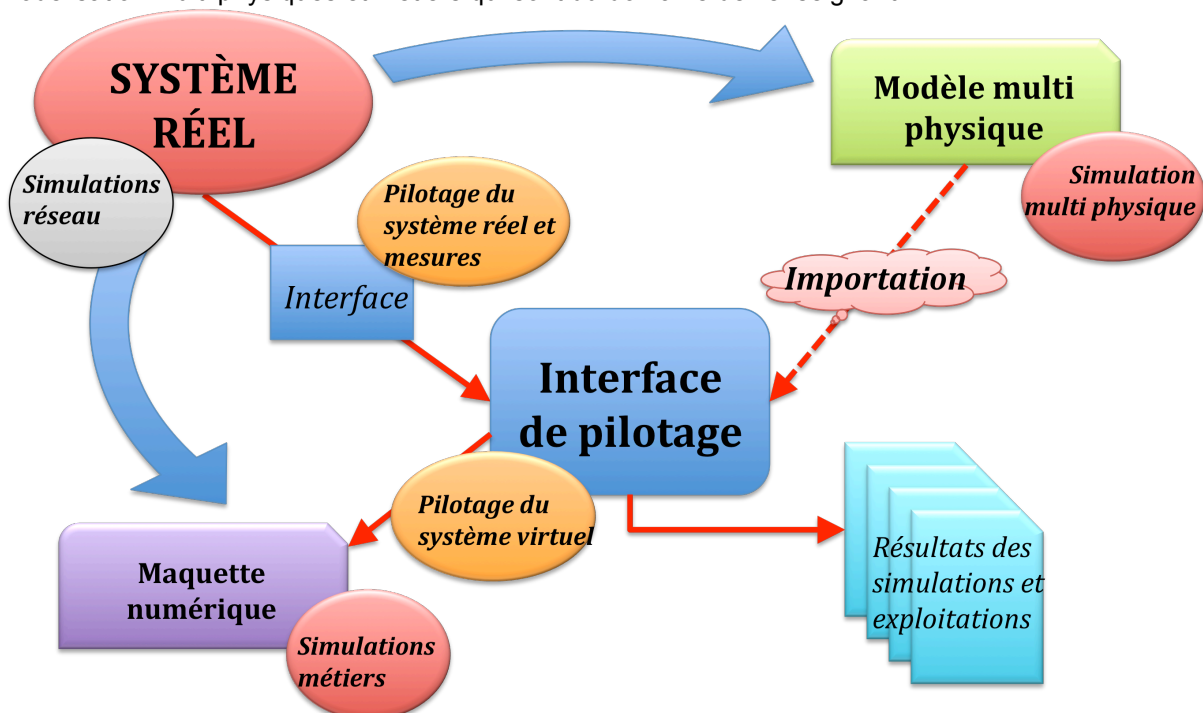 SYSTÈME
RÉEL
Modèle multi
physique
Simulations
réseau
Pilotage du
système réel et
mesures
Simulation
multi physique
Importation
Interface
Interface
de pilotage
Pilotage du
système virtuel
Résultats des
simulations et
exploitations
Maquette
numérique
Simulations
métiers